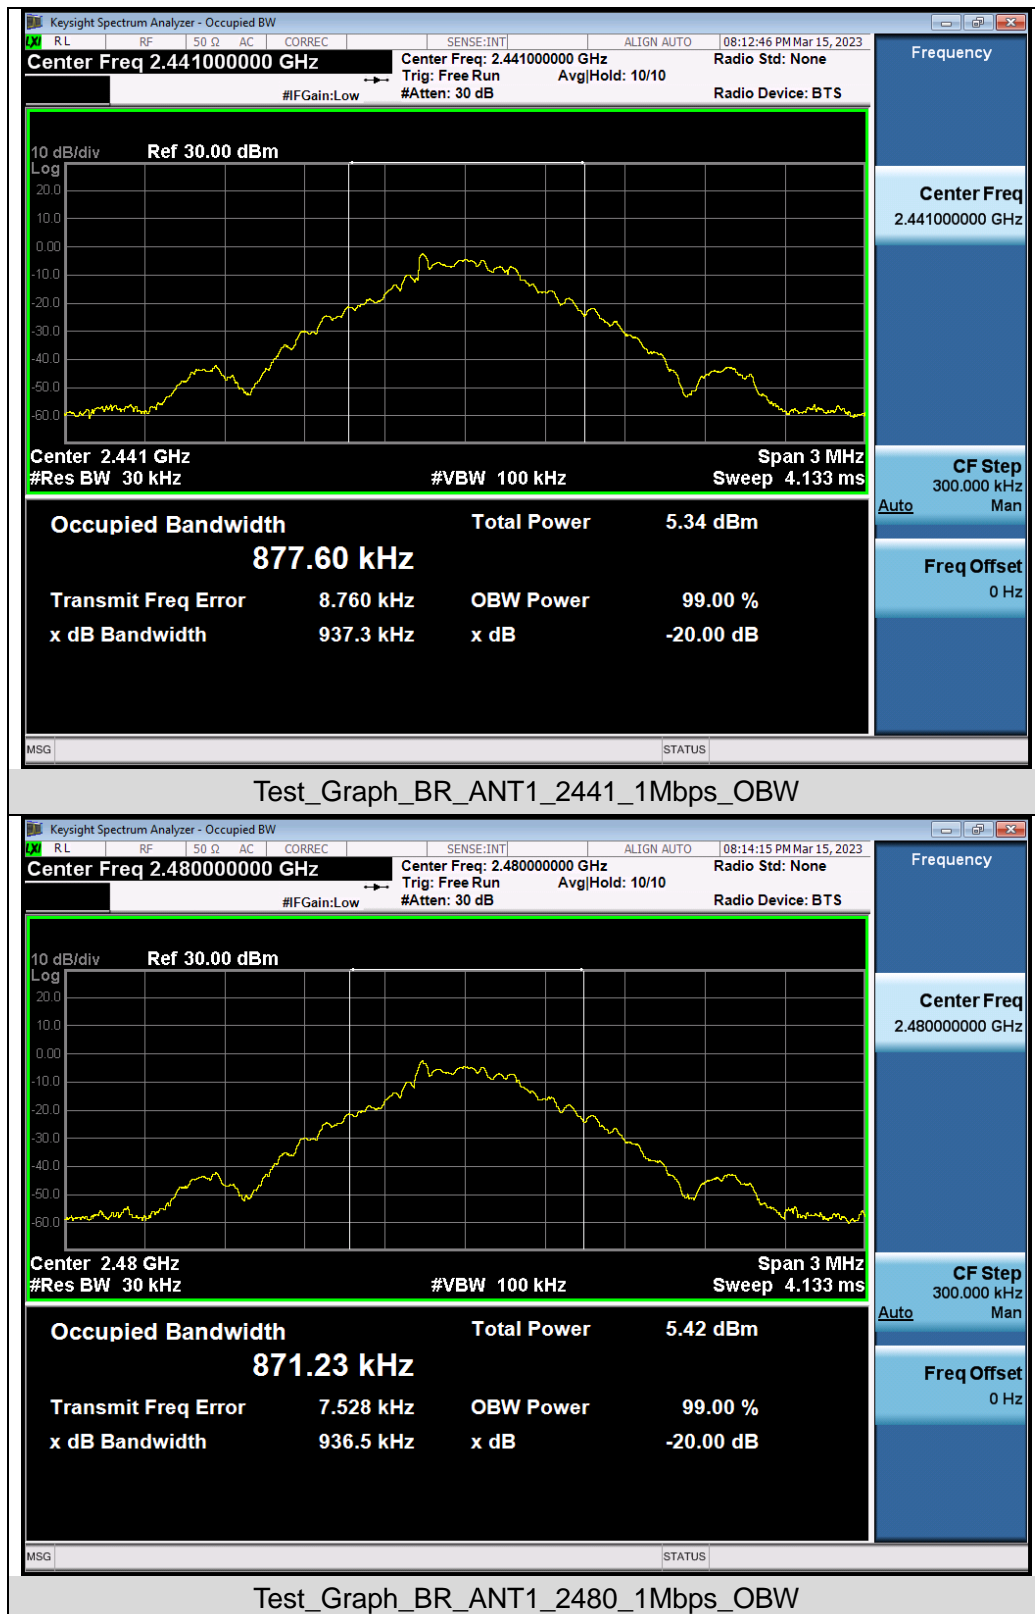 Keysight Spectrum Analyzer - Occupied BW
LXI RL RF 50 Ω AC CORREC SENSE:INT ALIGN AUTO 08:12:46 PM Mar 15, 2023
Center Freq 2.441000000 GHz
Center Freq: 2.441000000 GHz
Radio Std: None
Trig: Free Run Avg|Hold: 10/10
#IFGain:Low
#Atten: 30 dB
Radio Device: BTS
Frequency
10 dB/div Ref 30.00 dBm
Log
20.0
10.0
0.00
-10.0
-20.0
-30.0
-40.0
-50.0
-60.0
Center 2.441 GHz
Span 3 MHz
#Res BW 30 kHz
#VBW 100 kHz
Sweep 4.133 ms
Center Freq
2.441000000 GHz
CF Step
300.000 kHz
Auto Man
Freq Offset
0 Hz
Occupied Bandwidth
Total Power 5.34 dBm
877.60 kHz
Transmit Freq Error 8.760 kHz OBW Power 99.00 %
x dB Bandwidth 937.3 kHz x dB -20.00 dB
MSG STATUS
Test_Graph_BR_ANT1_2441_1Mbps_OBW
Keysight Spectrum Analyzer - Occupied BW
LXI RL RF 50 Ω AC CORREC SENSE:INT ALIGN AUTO 08:14:15 PM Mar 15, 2023
Center Freq 2.480000000 GHz
Center Freq: 2.480000000 GHz
Radio Std: None
Trig: Free Run Avg|Hold: 10/10
#IFGain:Low
#Atten: 30 dB
Radio Device: BTS
Frequency
10 dB/div Ref 30.00 dBm
Log
20.0
10.0
0.00
-10.0
-20.0
-30.0
-40.0
-50.0
-60.0
Center 2.48 GHz
Span 3 MHz
#Res BW 30 kHz
#VBW 100 kHz
Sweep 4.133 ms
Center Freq
2.480000000 GHz
CF Step
300.000 kHz
Auto Man
Freq Offset
0 Hz
Occupied Bandwidth
Total Power 5.42 dBm
871.23 kHz
Transmit Freq Error 7.528 kHz OBW Power 99.00 %
x dB Bandwidth 936.5 kHz x dB -20.00 dB
MSG STATUS
Test_Graph_BR_ANT1_2480_1Mbps_OBW